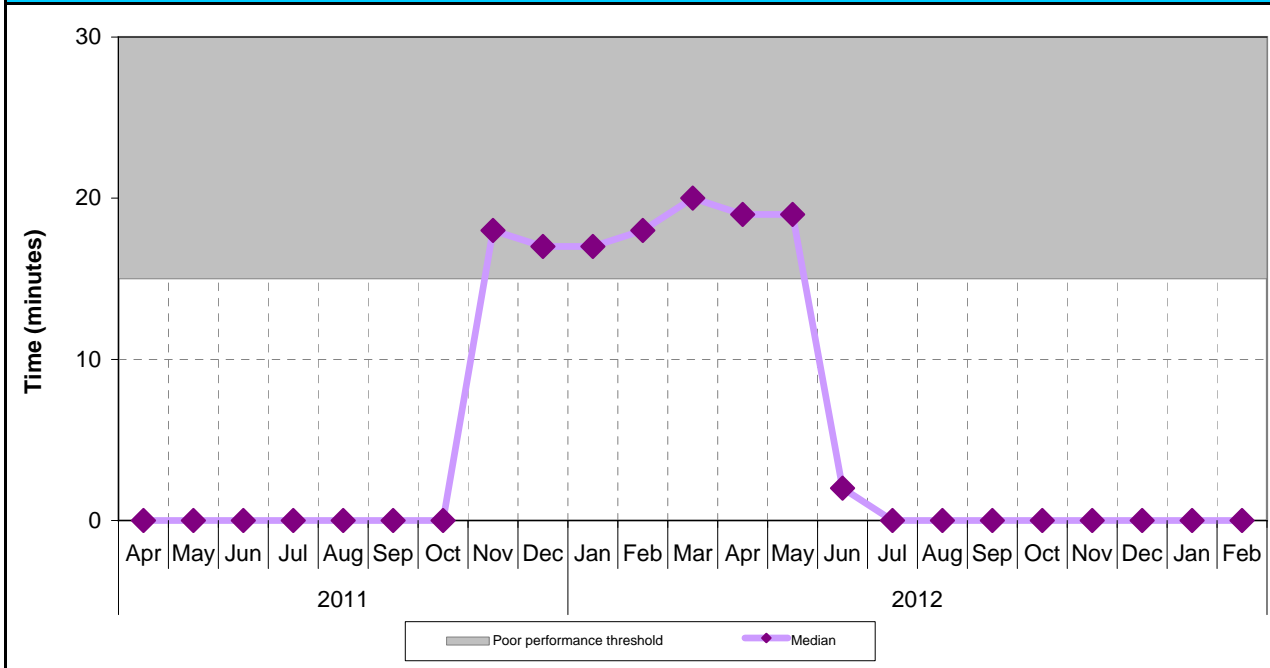 30
20
10
0
Time (minutes)
Apr May Jun Jul Aug Sep Oct Nov Dec Jan Feb Mar Apr May Jun Jul Aug Sep Oct Nov Dec Jan Feb
2011 2012
Poor performance threshold Median